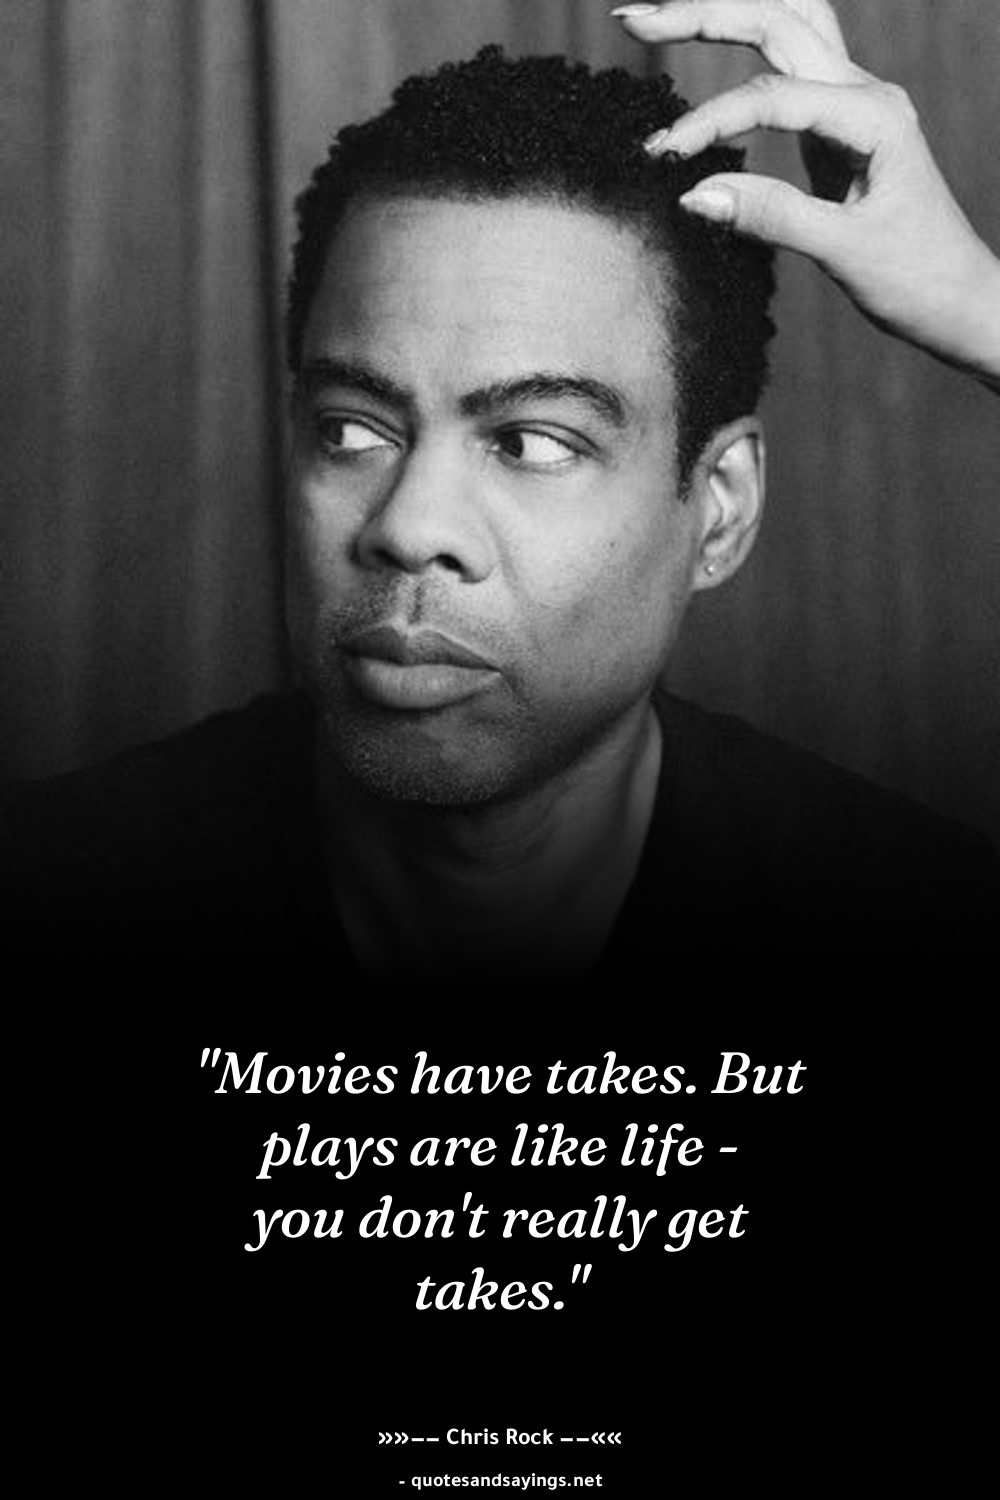 "Movies have takes. But
plays are like life -
you don't really get
takes."
»»−− Chris Rock −−««
- quotesandsayings.net